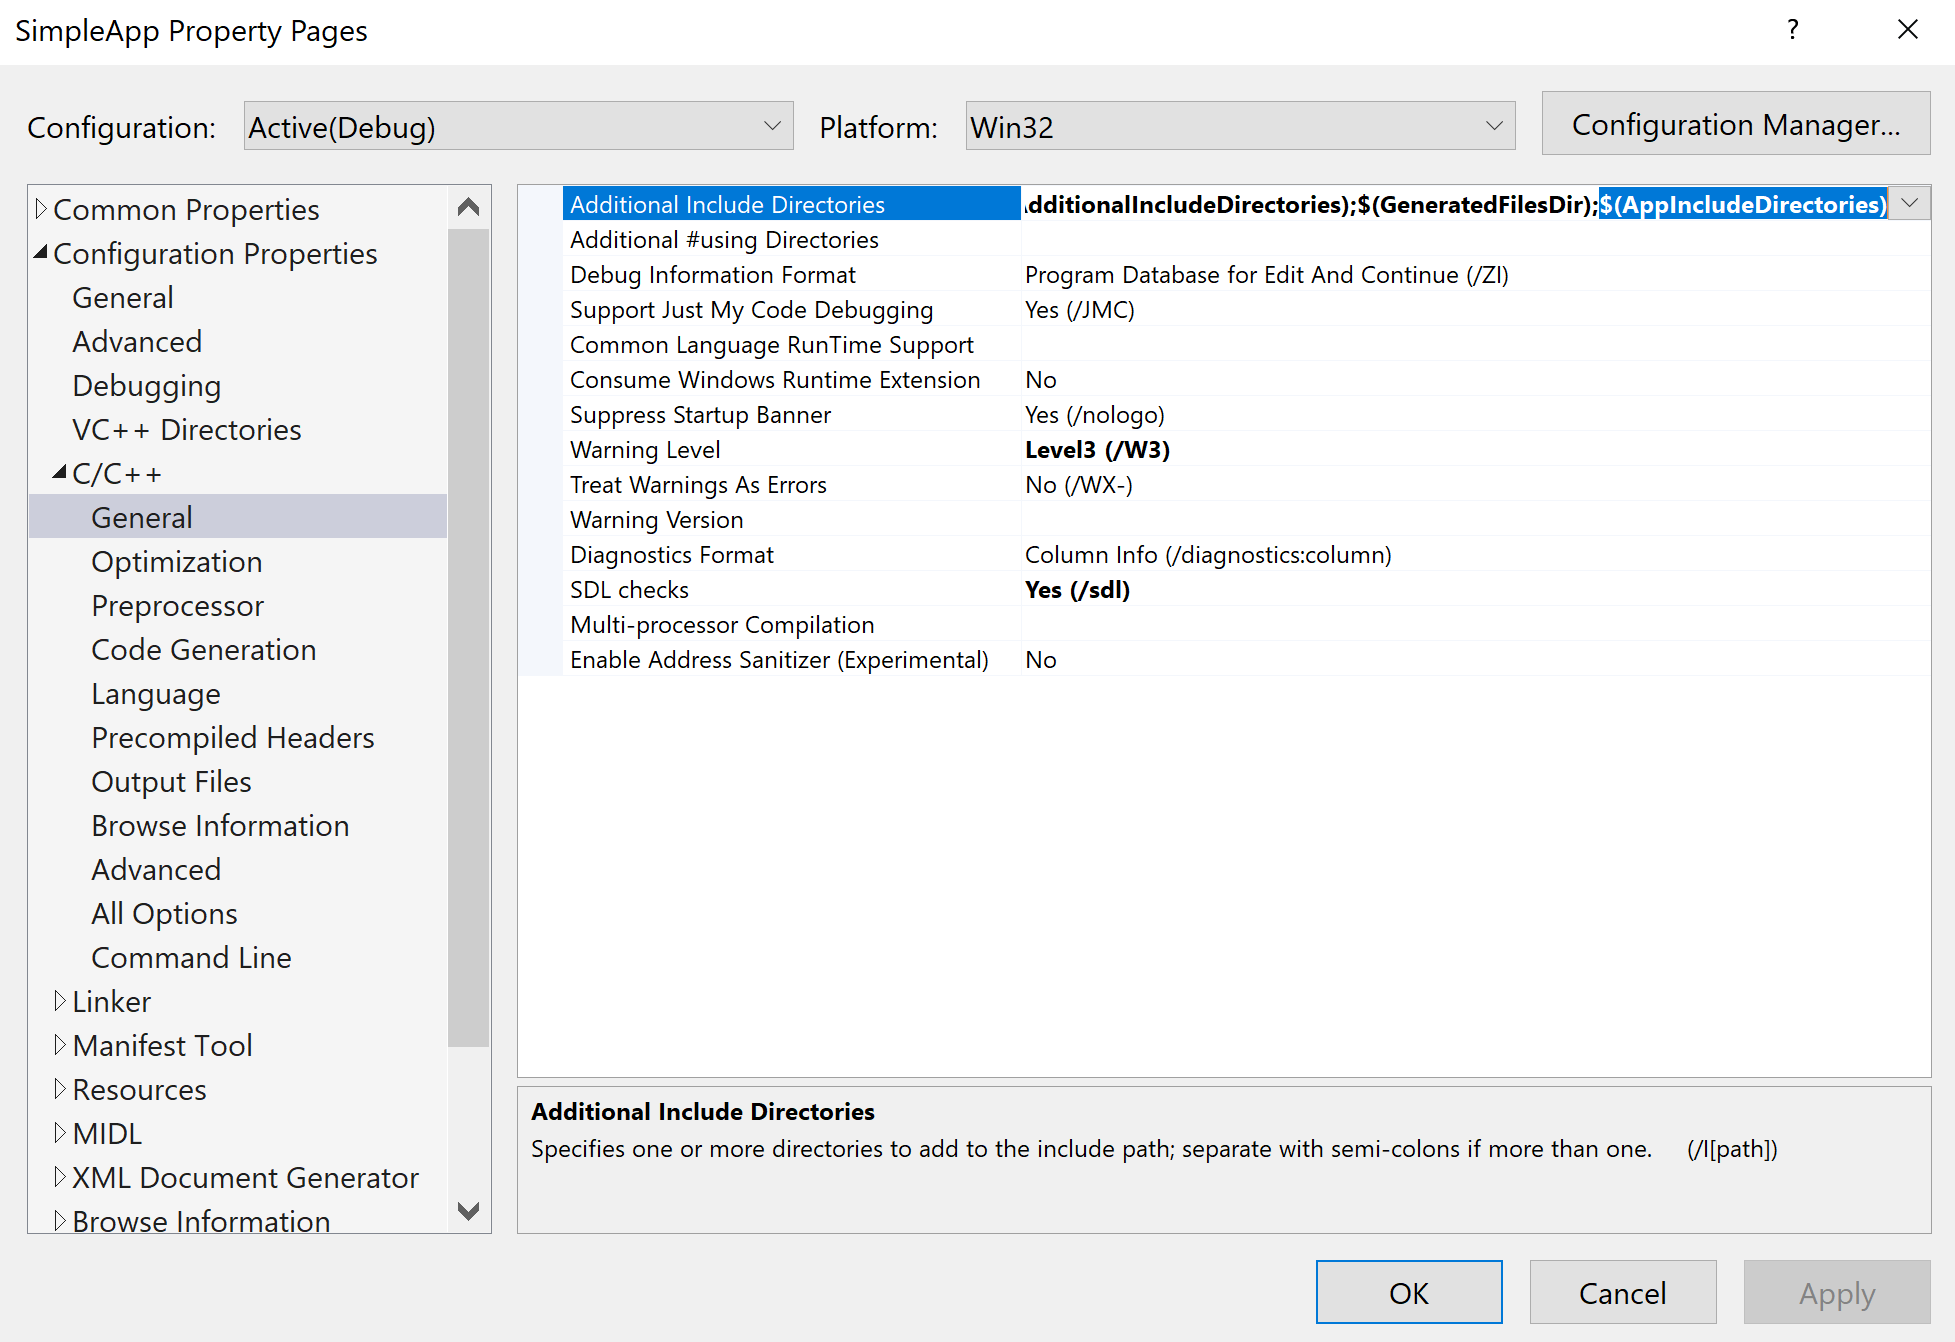 SimpleApp Property Pages
?
Configuration: Active(Debug) Platform: Win32 Configuration Manager...
Common Properties
Configuration Properties
General
Advanced
Debugging
VC++ Directories
C/C++
General
Optimization
Preprocessor
Code Generation
Language
Precompiled Headers
Output Files
Browse Information
Advanced
All Options
Command Line
Linker
Manifest Tool
Resources
MIDL
XML Document Generator
Browse Information
Additional Include Directories dditionalIncludeDirectories);$(GeneratedFilesDir);$(AppIncludeDirectories)
Additional #using Directories
Debug Information Format Program Database for Edit And Continue (/ZI)
Support Just My Code Debugging Yes (/JMC)
Common Language RunTime Support
Consume Windows Runtime Extension No
Suppress Startup Banner Yes (/nologo)
Warning Level Level3 (/W3)
Treat Warnings As Errors No (/WX-)
Warning Version
Diagnostics Format Column Info (/diagnostics:column)
SDL checks Yes (/sdl)
Multi-processor Compilation
Enable Address Sanitizer (Experimental) No
Additional Include Directories
Specifies one or more directories to add to the include path; separate with semi-colons if more than one. (/I[path])
OK Cancel Apply